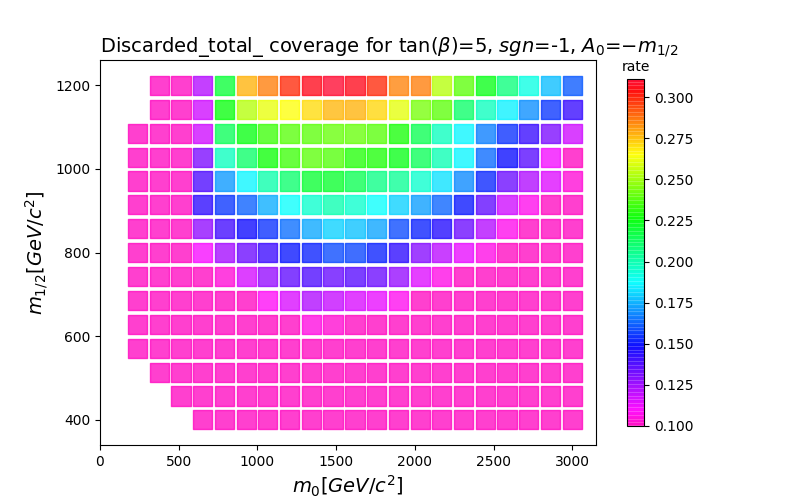 Discarded_total_ coverage for tan(β)=5, sgn=-1, A₀=−m₁/₂
rate
1200
1000
800
600
400
m₁/₂[GeV/c²]
0 500 1000 1500 2000 2500 3000
m₀[GeV/c²]
0.300
0.275
0.250
0.225
0.200
0.175
0.150
0.125
0.100